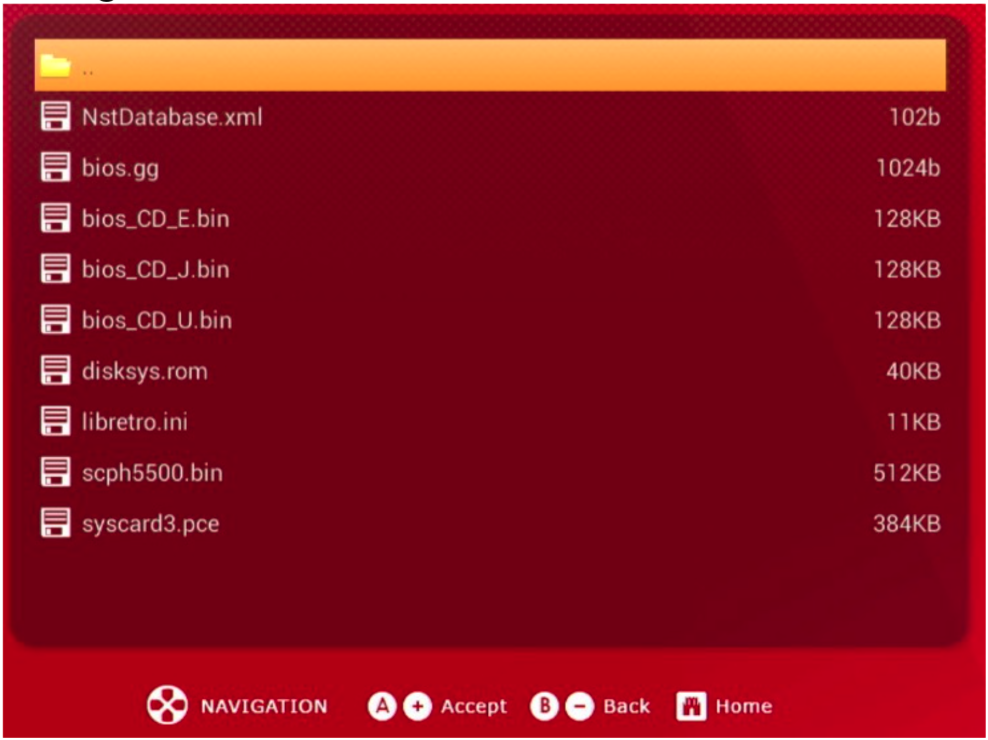 ..
NstDatabase.xml 102b
bios.gg 1024b
bios_CD_E.bin 128KB
bios_CD_J.bin 128KB
bios_CD_U.bin 128KB
disksys.rom 40KB
libretro.ini 11KB
scph5500.bin 512KB
syscard3.pce 384KB
NAVIGATION A + Accept B - Back Home